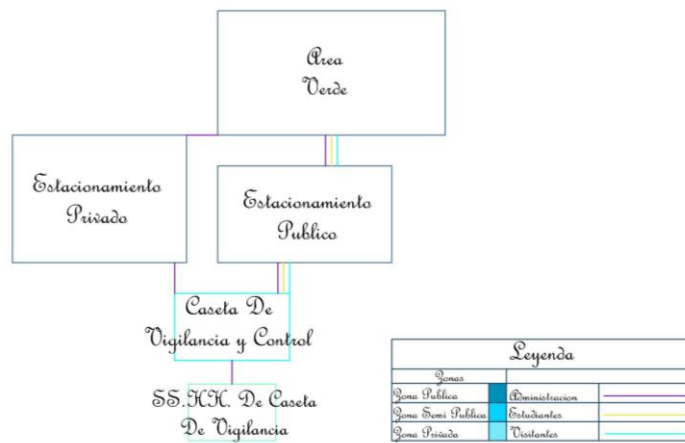 Area
Verde
Estacionamiento
Privado
Estacionamiento
Publico
Caseta De
Vigilancia y Control
SS.HH. De Caseta
De Vigilancia
Leyenda
Zonas
Zona Publica Administracion
Zona Semi Publica Estudiantes
Zona Privada Visitantes